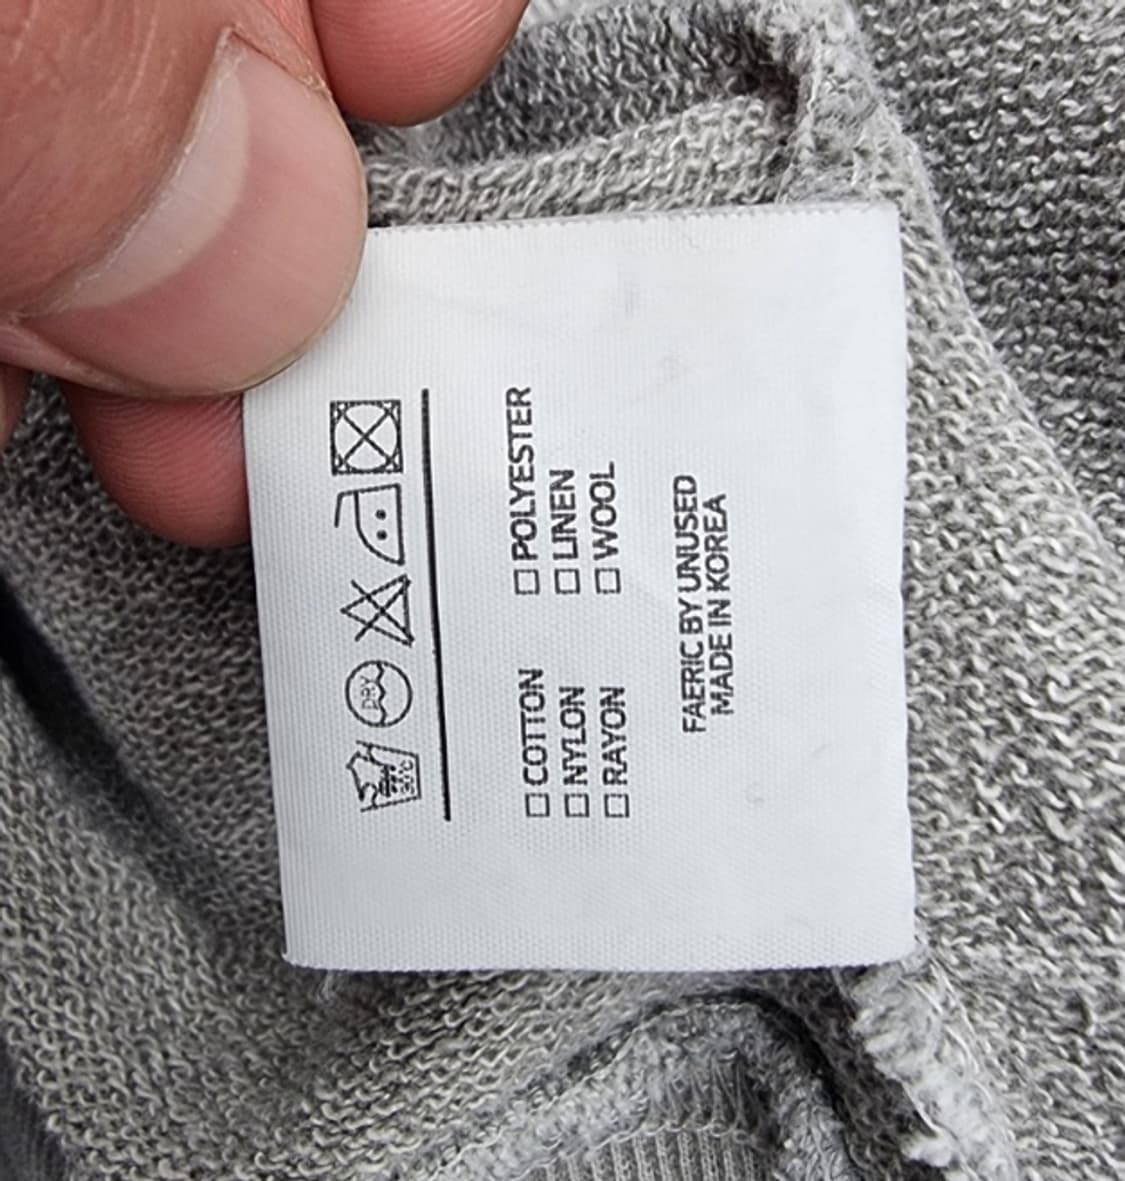 DRY
□ COTTON □ POLYESTER
□ NYLON □ LINEN
□ RAYON □ WOOL
FAERIC BY UNUSED
MADE IN KOREA